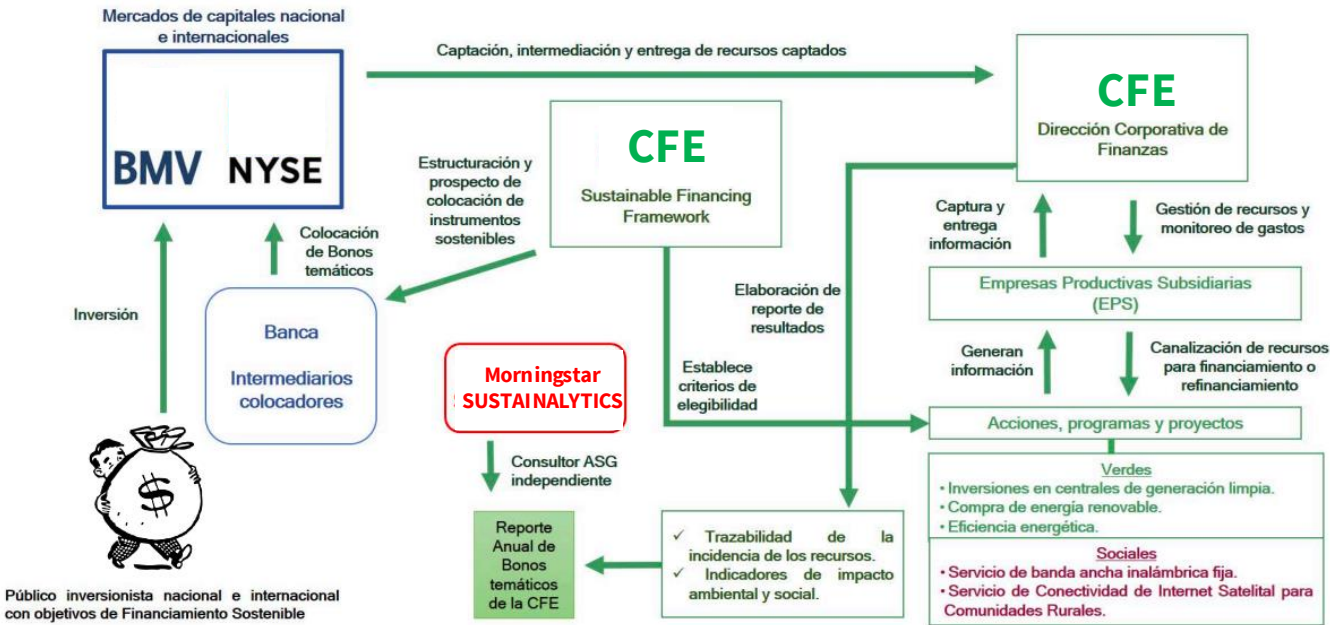 Mercados de capitales nacional
e internacionales
BMV NYSE
Captación, intermediación y entrega de recursos captados
CFE
Dirección Corporativa de
Finanzas
CFE
Sustainable Financing
Framework
Estructuración y
prospecto de
colocación de
instrumentos
sostenibles
Colocación
de Bonos
temáticos
Inversión
Banca
Intermediarios
colocadores
Captura y
entrega
información
Gestión de recursos y
monitoreo de gastos
Empresas Productivas Subsidiarias
(EPS)
Elaboración de
reporte de
resultados
Generan
información
Canalización de recursos
para financiamiento o
refinanciamiento
Morningstar
SUSTAINALYTICS
Establece
criterios de
elegibilidad
Acciones, programas y proyectos
Consultor ASG
independiente
Verdes
• Inversiones en centrales de generación limpia.
• Compra de energía renovable.
• Eficiencia energética.
Sociales
• Servicio de banda ancha inalámbrica fija.
• Servicio de Conectividad de Internet Satelital para
Comunidades Rurales.
Reporte
Anual de
Bonos
temáticos
de la CFE
✓ Trazabilidad de la
incidencia de los recursos.
✓ Indicadores de impacto
ambiental y social.
$
Público inversionista nacional e internacional
con objetivos de Financiamiento Sostenible